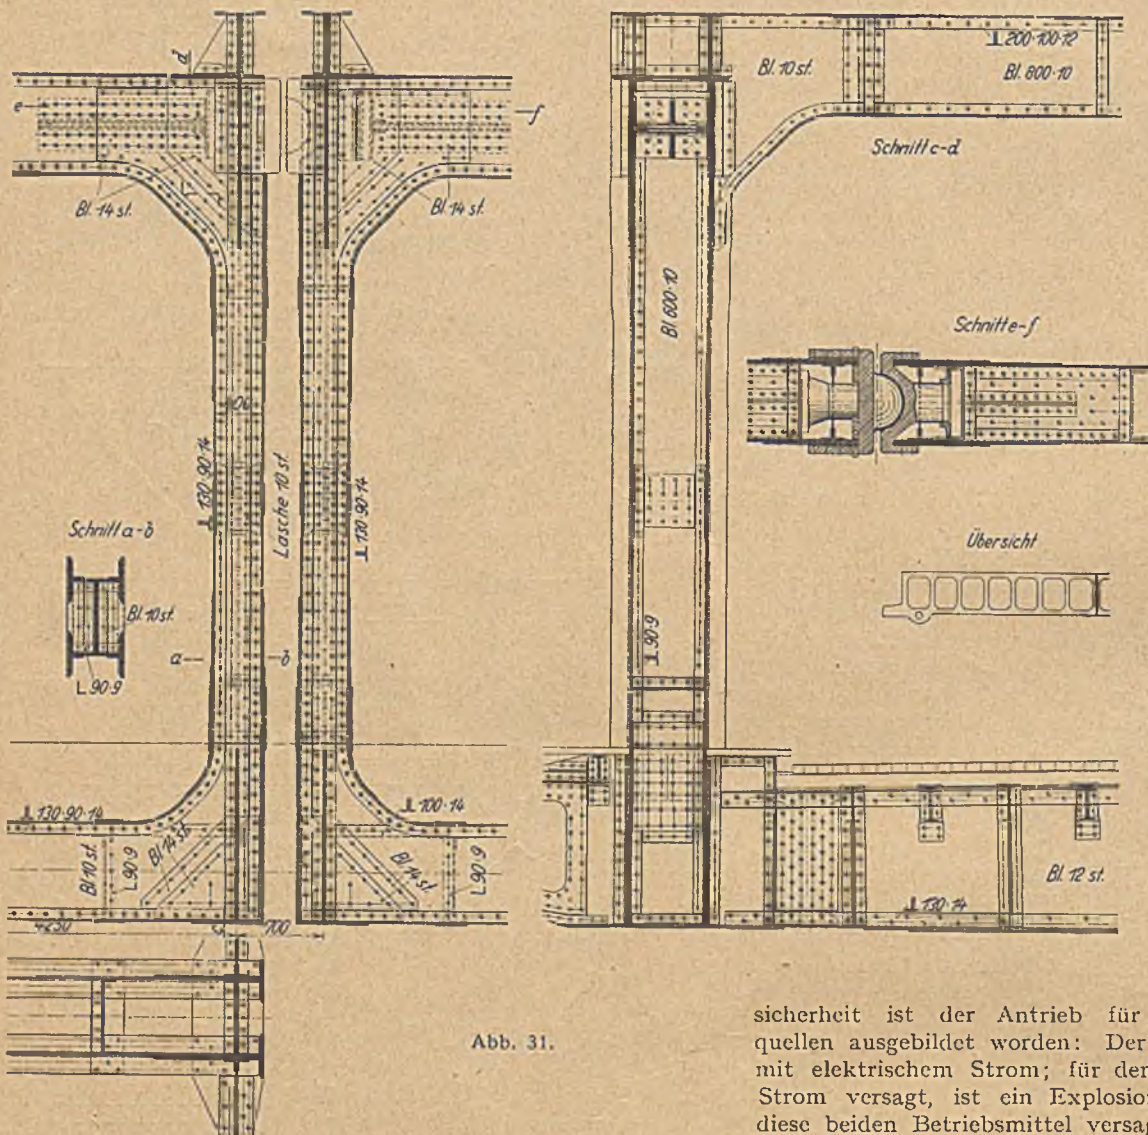 d
e
f
Bl. 14 st.
Bl. 14 st.
Bl. 10 st.
⊥ 200·100·12
Bl. 800·10
Schnitt c-d
Bl 600·10
Schnitt e-f
⊥ 130·90·14
Lasche 10 st.
⊥ 130·90·14
Schnitt a-b
Bl. 10 st.
L 90·9
a
b
Übersicht
⊥ 90·9
⊥ 130·90·14
⊥ 100·14
Bl 10 st.
L 90·9
Bl 14 st.
Bl 14 st.
L 90·9
⊥ 130·14
Bl. 12 st.
4250
700
Abb. 31.
sicherheit ist der Antrieb für
quellen ausgebildet worden: Der
mit elektrischem Strom; für den
Strom versagt, ist ein Explosion
diese beiden Betriebsmittel versag